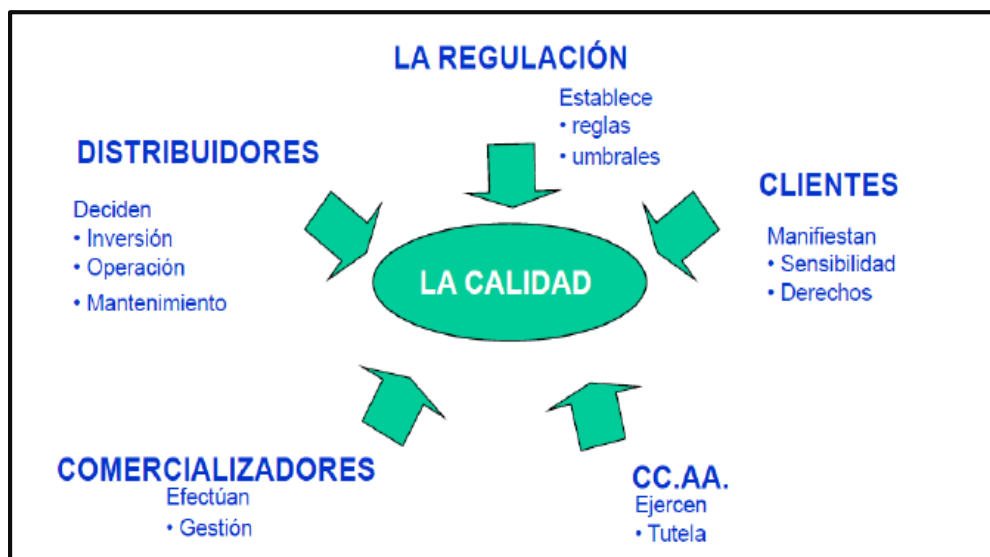 LA REGULACIÓN
Establece
• reglas
• umbrales
DISTRIBUIDORES
Deciden
• Inversión
• Operación
• Mantenimiento
CLIENTES
Manifiestan
• Sensibilidad
• Derechos
LA CALIDAD
COMERCIALIZADORES
Efectúan
• Gestión
CC.AA.
Ejercen
• Tutela